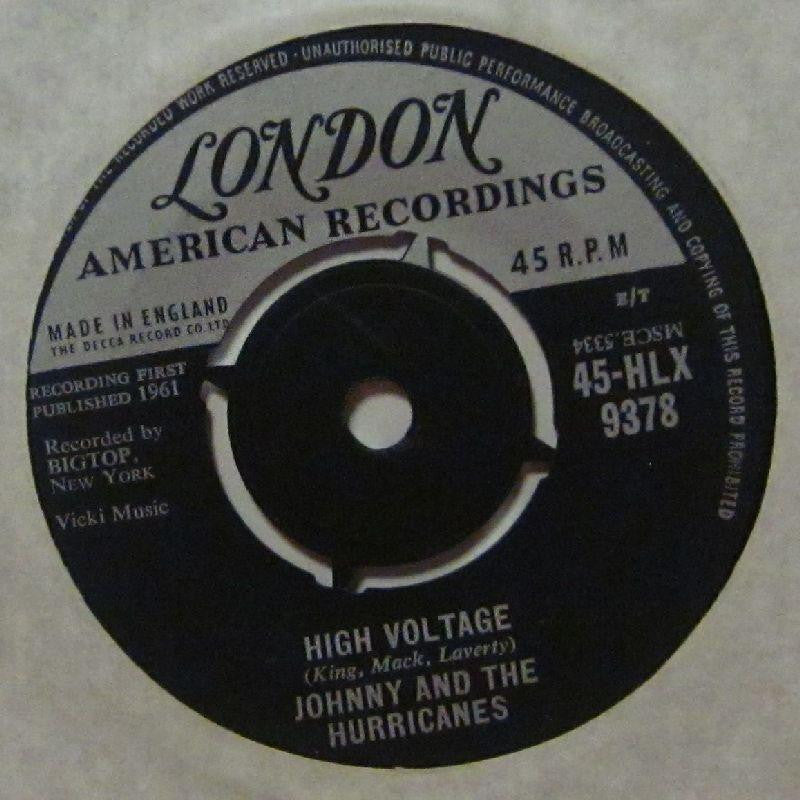 OF THE RECORDED WORK RESERVED · UNAUTHORISED PUBLIC PERFORMANCE BROADCASTING AND COPYING OF THIS RECORD PROHIBITED
LONDON
AMERICAN RECORDINGS
45 R.P.M
MADE IN ENGLAND
THE DECCA RECORD CO. LTD
E/T
MSCE.5334
45-HLX
9378
RECORDING FIRST
PUBLISHED 1961
Recorded by
BIGTOP,
NEW YORK
Vicki Music
HIGH VOLTAGE
(King, Mack, Laverty)
JOHNNY AND THE
HURRICANES